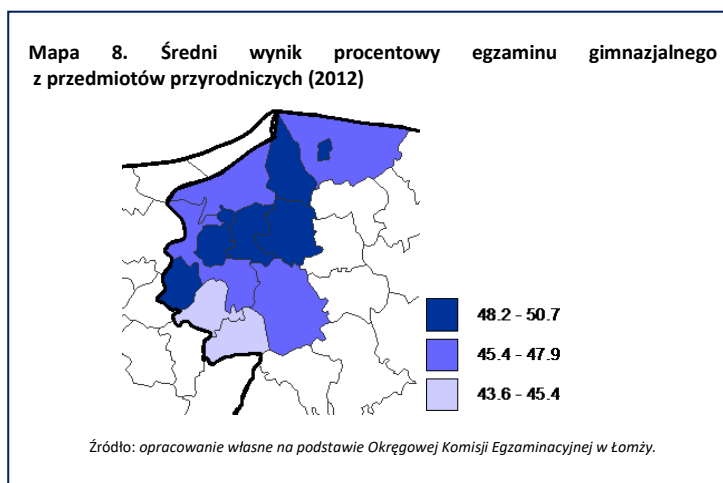 Mapa 8. Średni wynik procentowy egzaminu gimnazjalnego
z przedmiotów przyrodniczych (2012)
48.2 - 50.7
45.4 - 47.9
43.6 - 45.4
Źródło: opracowanie własne na podstawie Okręgowej Komisji Egzaminacyjnej w Łomży.